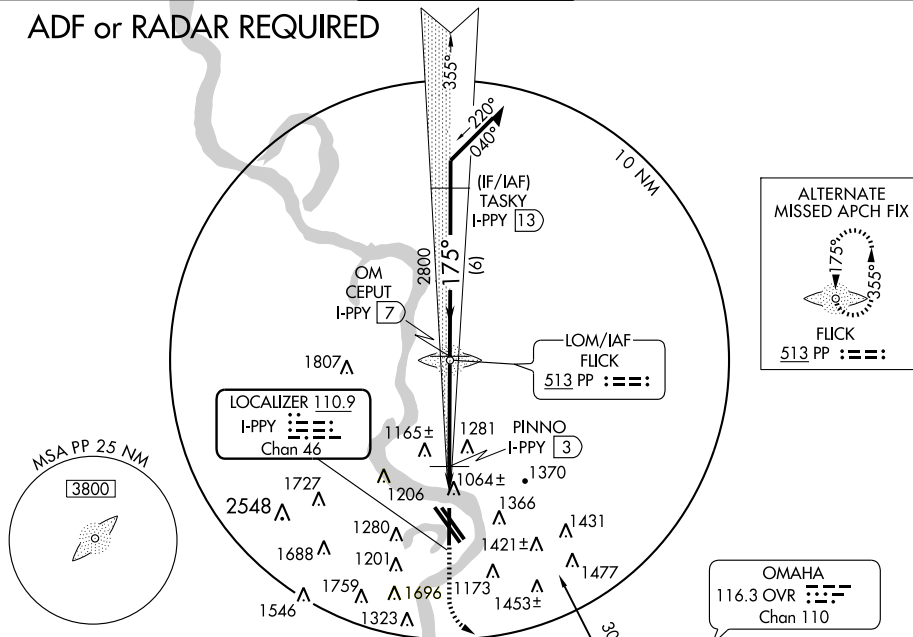 ADF or RADAR REQUIRED
355°
220°
040°
10 NM
(IF/IAF)
TASKY
I-PPY 13
ALTERNATE
MISSED APCH FIX
175°
355°
FLICK
513 PP
2800
175°
(6)
OM
CEPUT
I-PPY 7
LOM/IAF
FLICK
513 PP
1807
LOCALIZER 110.9
I-PPY
Chan 46
1165±
1281
PINNO
I-PPY 3
MSA PP 25 NM
3800
1727
2548
1206
1064±
1370
1366
1280
1431
1688
1201
1421±
1477
1546
1759
1696
1173
1453±
1323
OMAHA
116.3 OVR
Chan 110